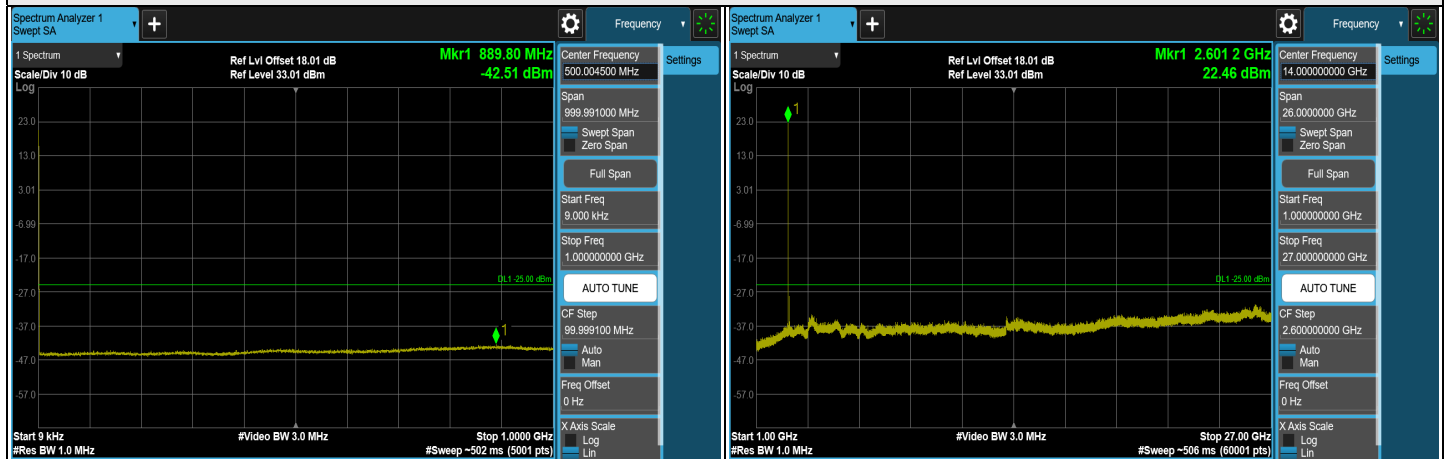 Spectrum Analyzer 1
Swept SA
Frequency
1 Spectrum
Ref Lvl Offset 18.01 dB
Mkr1 889.80 MHz
Scale/Div 10 dB
Ref Level 33.01 dBm
-42.51 dBm
Log
23.0
13.0
3.01
-6.99
-17.0
-27.0
-37.0
-47.0
-57.0
DL1 -25.00 dBm
1
Start 9 kHz
#Video BW 3.0 MHz
Stop 1.0000 GHz
#Res BW 1.0 MHz
#Sweep ~502 ms (5001 pts)
Center Frequency
500.004500 MHz
Settings
Span
999.991000 MHz
Swept Span
Zero Span
Full Span
Start Freq
9.000 kHz
Stop Freq
1.000000000 GHz
AUTO TUNE
CF Step
99.999100 MHz
Auto
Man
Freq Offset
0 Hz
X Axis Scale
Log
Lin
Spectrum Analyzer 1
Swept SA
Frequency
1 Spectrum
Ref Lvl Offset 18.01 dB
Mkr1 2.601 2 GHz
Scale/Div 10 dB
Ref Level 33.01 dBm
22.46 dBm
Log
1
23.0
13.0
3.01
-6.99
-17.0
-27.0
-37.0
-47.0
-57.0
DL1 -25.00 dBm
Start 1.00 GHz
#Video BW 3.0 MHz
Stop 27.00 GHz
#Res BW 1.0 MHz
#Sweep ~506 ms (60001 pts)
Center Frequency
14.00000000 GHz
Settings
Span
26.0000000 GHz
Swept Span
Zero Span
Full Span
Start Freq
1.000000000 GHz
Stop Freq
27.00000000 GHz
AUTO TUNE
CF Step
2.600000000 GHz
Auto
Man
Freq Offset
0 Hz
X Axis Scale
Log
Lin